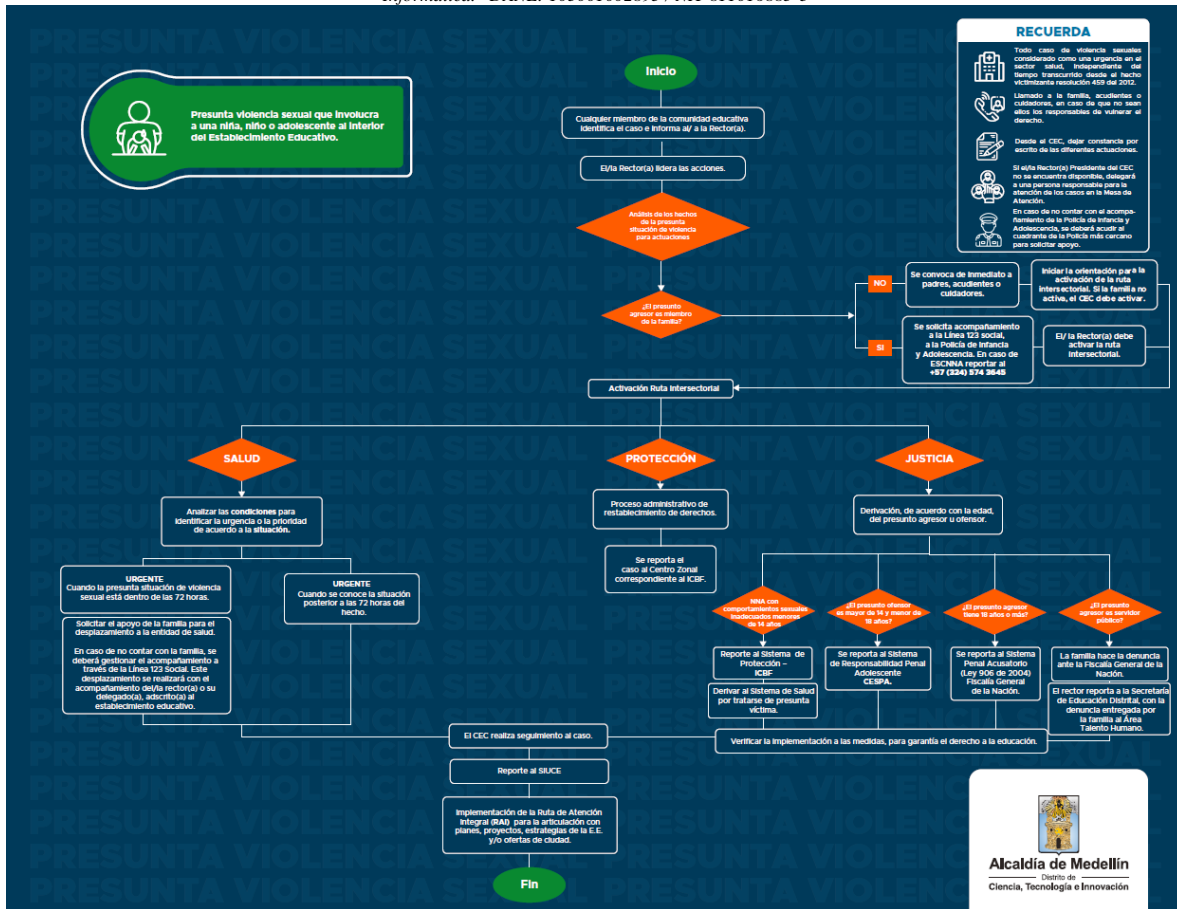 Presunta violencia sexual que involucra
a una niña, niño o adolescente al interior
del Establecimiento Educativo.
Inicio
Cualquier miembro de la comunidad educativa
identifica el caso e informa al/ a la Rector(a).
El/la Rector(a) lidera las acciones.
Análisis de los hechos
de la presunta
situación de violencia
para actuaciones
¿El presunto
agresor es miembro
de la familia?
RECUERDA
Todo caso de violencia sexuales
considerado como una urgencia en el
sector salud, independiente del
tiempo transcurrido desde el hecho
victimizante resolución 459 del 2012.
Llamado a la familia, acudientes o
cuidadores, en caso de que no sean
ellos los responsables de vulnerar el
derecho.
Desde el CEC, dejar constancia por
escrito de las diferentes actuaciones.
Si el/la Rector(a) Presidente del CEC
no se encuentra disponible, delegará
a una persona responsable para la
atención de los casos en la Mesa de
Atención.
En caso de no contar con el acompa-
ñamiento de la Policía de Infancia y
Adolescencia, se deberá acudir al
cuadrante de la Policía más cercano
para solicitar apoyo.
NO
Se convoca de inmediato a
padres, acudientes o
cuidadores.
Iniciar la orientación para la
activación de la ruta
intersectorial. Si la familia no
activa, el CEC debe activar.
SI
Se solicita acompañamiento
a la Línea 123 social,
a la Policía de Infancia
y Adolescencia. En caso de
ESCNNA reportar al
+57 (324) 574 3645
El/ la Rector(a) debe
activar la ruta
intersectorial.
Activación Ruta Intersectorial
SALUD
Analizar las condiciones para
identificar la urgencia o la prioridad
de acuerdo a la situación.
URGENTE
Cuando la presunta situación de violencia
sexual está dentro de las 72 horas.
Solicitar el apoyo de la familia para el
desplazamiento a la entidad de salud.
En caso de no contar con la familia, se
deberá gestionar el acompañamiento a
través de la Línea 123 Social. Este
desplazamiento se realizará con el
acompañamiento del/la rector(a) o su
delegado(a), adscrito(a) al
establecimiento educativo.
URGENTE
Cuando se conoce la situación
posterior a las 72 horas del
hecho.
PROTECCIÓN
Proceso administrativo de
restablecimiento de derechos.
Se reporta el
caso al Centro Zonal
correspondiente al ICBF.
JUSTICIA
Derivación, de acuerdo con la edad,
del presunto agresor u ofensor.
NNA con
comportamientos sexuales
inadecuados menores
de 14 años
Reporte al Sistema de
Protección –
ICBF
Derivar al Sistema de Salud
por tratarse de presunta
víctima.
¿El presunto ofensor
es mayor de 14 y menor de
18 años?
Se reporta al Sistema
de Responsabilidad Penal
Adolescente
CESPA.
¿El presunto agresor
tiene 18 años o más?
Se reporta al Sistema
Penal Acusatorio
(Ley 906 de 2004)
Fiscalía General
de la Nación.
¿El presunto
agresor es servidor
público?
La familia hace la denuncia
ante la Fiscalía General de la
Nación.
El rector reporta a la Secretaría
de Educación Distrital, con la
denuncia entregada por
la familia al Área
Talento Humano.
El CEC realiza seguimiento al caso.
Verificar la implementación a las medidas, para garantía el derecho a la educación.
Reporte al SIUCE
Implementación de la Ruta de Atención
Integral (RAI) para la articulación con
planes, proyectos, estrategias de la E.E.
y/o ofertas de ciudad.
Fin
Alcaldía de Medellín
Distrito de
Ciencia, Tecnología e Innovación